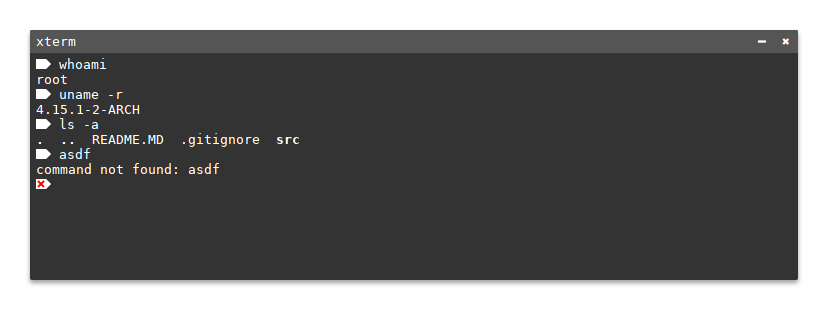 xterm
whoami
root
uname -r
4.15.1-2-ARCH
ls -a
.  ..  README.MD  .gitignore  src
asdf
command not found: asdf